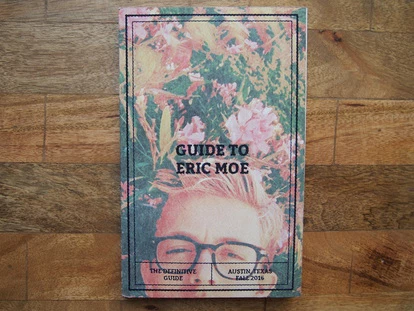 GUIDE TO
ERIC MOE
THE DEFINITIVE
GUIDE
AUSTIN, TEXAS
FALL 2016